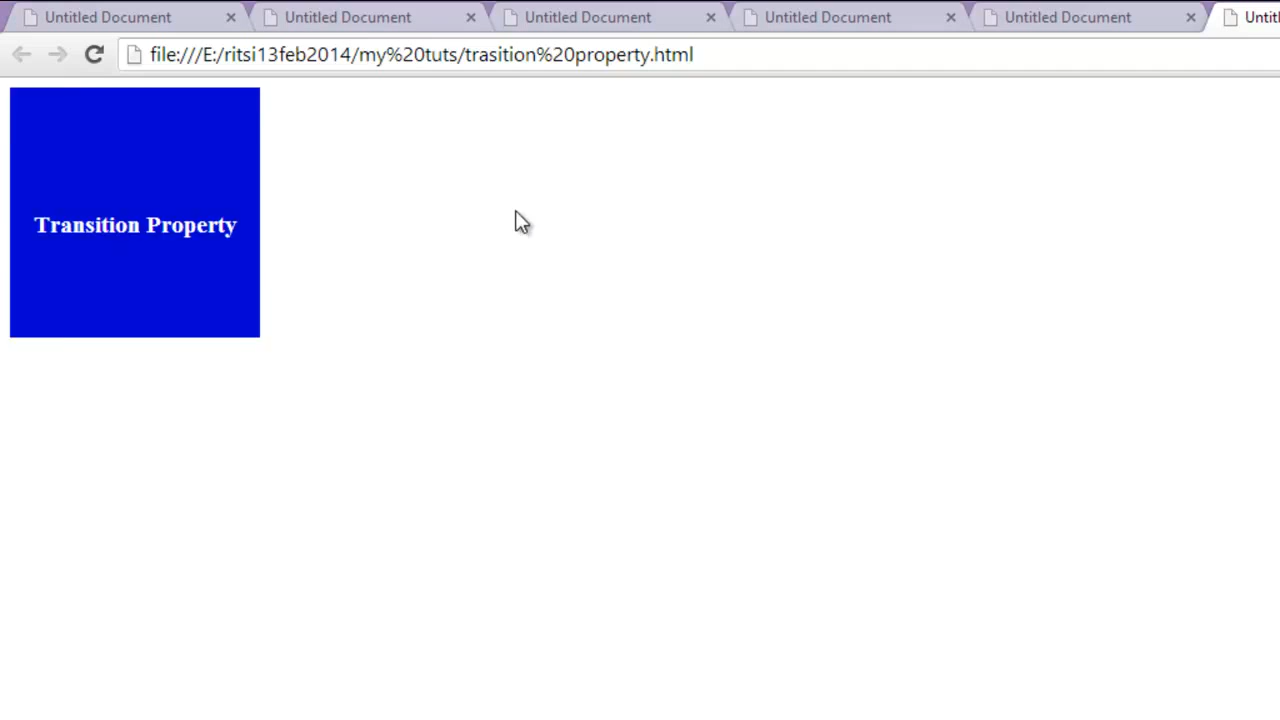 Untitled Document
Untitled Document
Untitled Document
Untitled Document
Untitled Document
Untitl
file:///E:/ritsi13feb2014/my%20tuts/trasition%20property.html
Transition Property